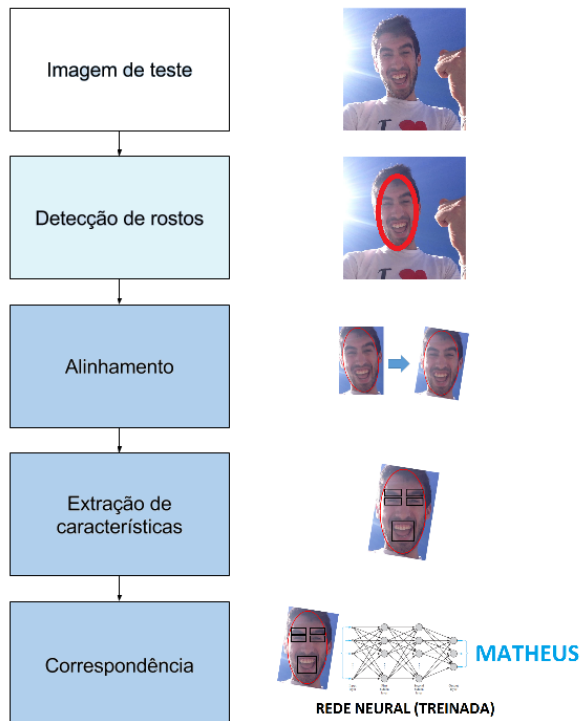 Imagem de teste
I
Detecção de rostos
I
Alinhamento
Extração de
características
Correspondência
MATHEUS
REDE NEURAL (TREINADA)